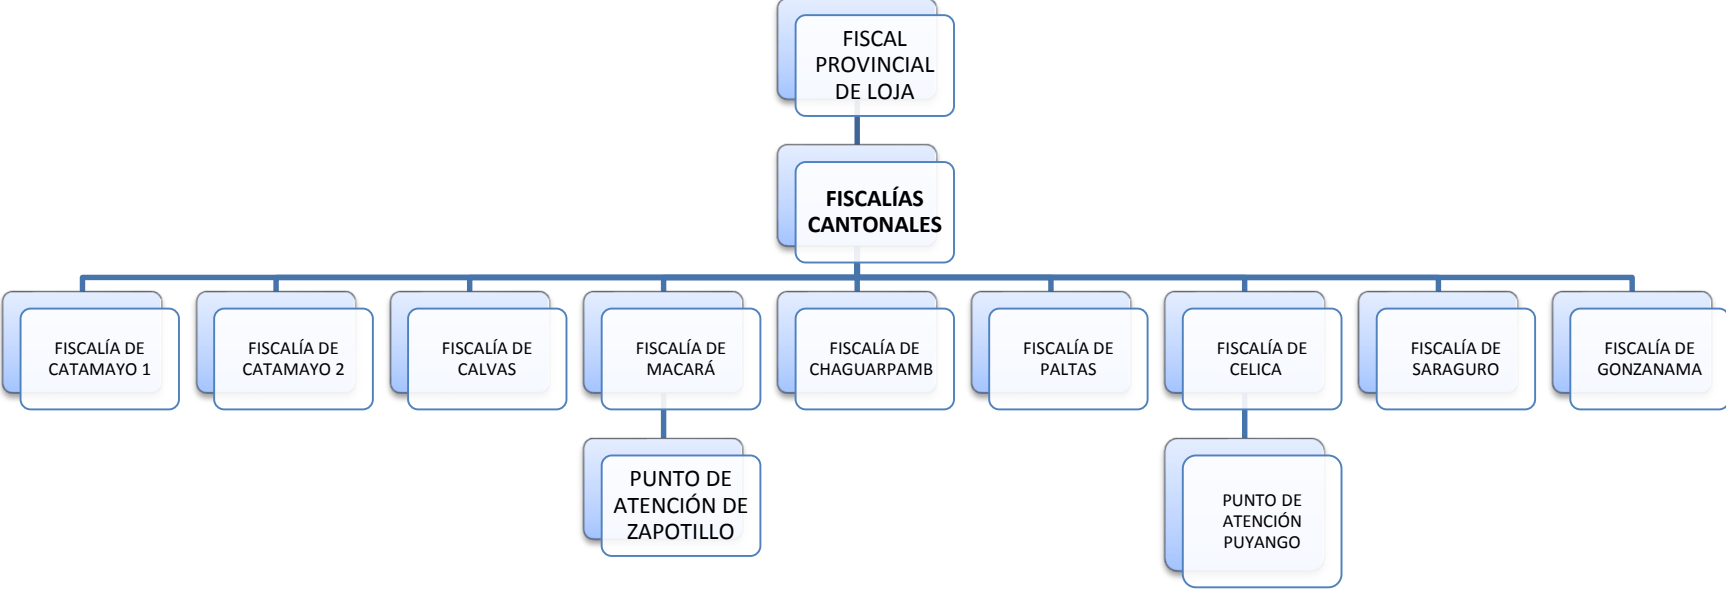 FISCAL
PROVINCIAL
DE LOJA
FISCALÍAS
CANTONALES
FISCALÍA DE
CATAMAYO 1
FISCALÍA DE
CATAMAYO 2
FISCALÍA DE
CALVAS
FISCALÍA DE
MACARÁ
FISCALÍA DE
CHAGUARPAMB
FISCALÍA DE
PALTAS
FISCALÍA DE
CELICA
FISCALÍA DE
SARAGURO
FISCALÍA DE
GONZANAMA
PUNTO DE
ATENCIÓN DE
ZAPOTILLO
PUNTO DE
ATENCIÓN
PUYANGO